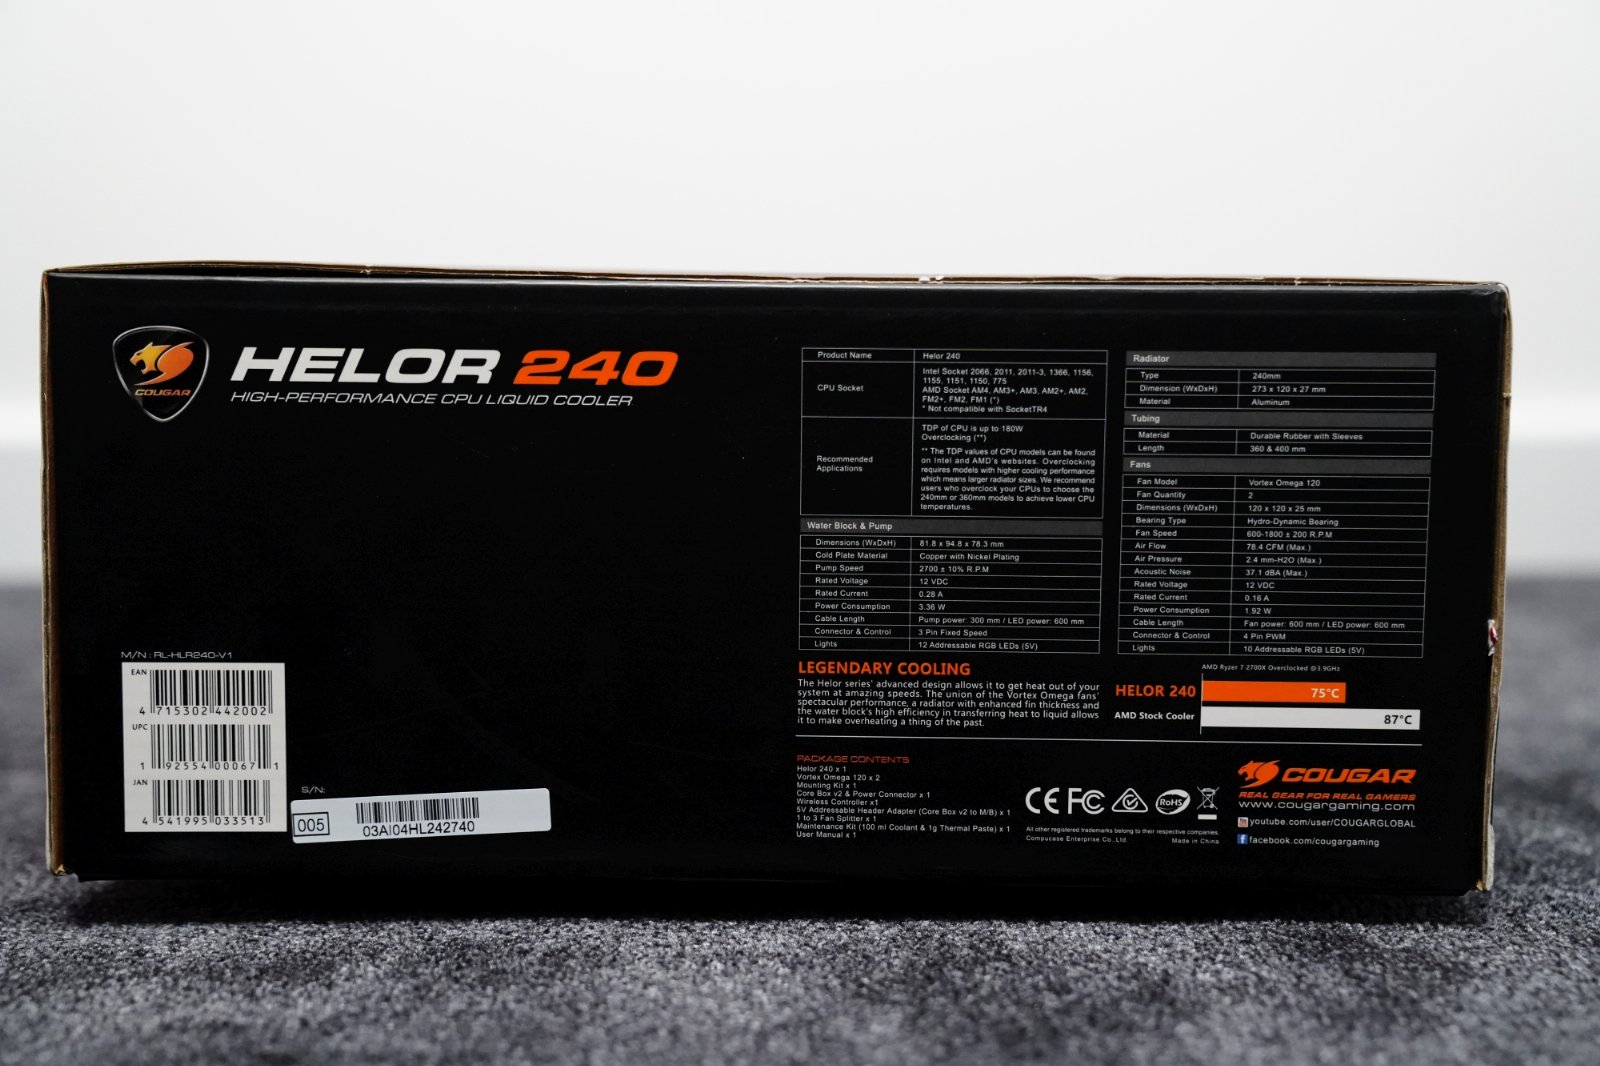 COUGAR
HELOR 240
HIGH-PERFORMANCE CPU LIQUID COOLER
M/N : RL-HLR240-V1
EAN
4 715302 442002
UPC
1 92554 00067 1
JAN
4 541995 033513
S/N:
005
03AI04HL242740
Product Name Helor 240
CPU Socket
Intel Socket 2066, 2011, 2011-3, 1366, 1156,
1155, 1151, 1150, 775
AMD Socket AM4, AM3+, AM3, AM2+, AM2,
FM2+, FM2, FM1 (*)
* Not compatible with SocketTR4
Recommended
Applications
TDP of CPU is up to 180W
Overclocking (**)
** The TDP values of CPU models can be found
on Intel and AMD's websites. Overclocking
requires models with higher cooling performance
which means larger radiator sizes. We recommend
users who overclock your CPUs to choose the
240mm or 360mm models to achieve lower CPU
temperatures.
Water Block & Pump
Dimensions (WxDxH) 81.8 x 94.8 x 78.3 mm
Cold Plate Material Copper with Nickel Plating
Pump Speed 2700 ± 10% R.P.M
Rated Voltage 12 VDC
Rated Current 0.28 A
Power Consumption 3.36 W
Cable Length Pump power: 300 mm / LED power: 600 mm
Connector & Control 3 Pin Fixed Speed
Lights 12 Addressable RGB LEDs (5V)
Radiator
Type 240mm
Dimension (WxDxH) 273 x 120 x 27 mm
Material Aluminum
Tubing
Material Durable Rubber with Sleeves
Length 360 & 400 mm
Fans
Fan Model Vortex Omega 120
Fan Quantity 2
Dimensions (WxDxH) 120 x 120 x 25 mm
Bearing Type Hydro-Dynamic Bearing
Fan Speed 600-1800 ± 200 R.P.M
Air Flow 78.4 CFM (Max.)
Air Pressure 2.4 mm-H2O (Max.)
Acoustic Noise 37.1 dBA (Max.)
Rated Voltage 12 VDC
Rated Current 0.16 A
Power Consumption 1.92 W
Cable Length Fan power: 600 mm / LED power: 600 mm
Connector & Control 4 Pin PWM
Lights 10 Addressable RGB LEDs (5V)
LEGENDARY COOLING
The Helor series' advanced design allows it to get heat out of your
system at amazing speeds. The union of the Vortex Omega fans'
spectacular performance, a radiator with enhanced fin thickness and
the water block's high efficiency in transferring heat to liquid allows
it to make overheating a thing of the past.
AMD Ryzen 7 2700X Overclocked @3.9GHz
HELOR 240 75°C
AMD Stock Cooler 87°C
PACKAGE CONTENTS
Helor 240 x 1
Vortex Omega 120 x 2
Mounting Kit x 1
Core Box v2 & Power Connector x 1
Wireless Controller x1
5V Addressable Header Adapter (Core Box v2 to M/B) x 1
1 to 3 Fan Splitter x 1
Maintenance Kit (100 ml Coolant & 1g Thermal Paste) x 1
User Manual x 1
CE FC RoHS
All other registered trademarks belong to their respective companies.
Compucase Enterprise Co.,Ltd. Made in China
COUGAR
REAL GEAR FOR REAL GAMERS
www.cougargaming.com
youtube.com/user/COUGARGLOBAL
facebook.com/cougargaming